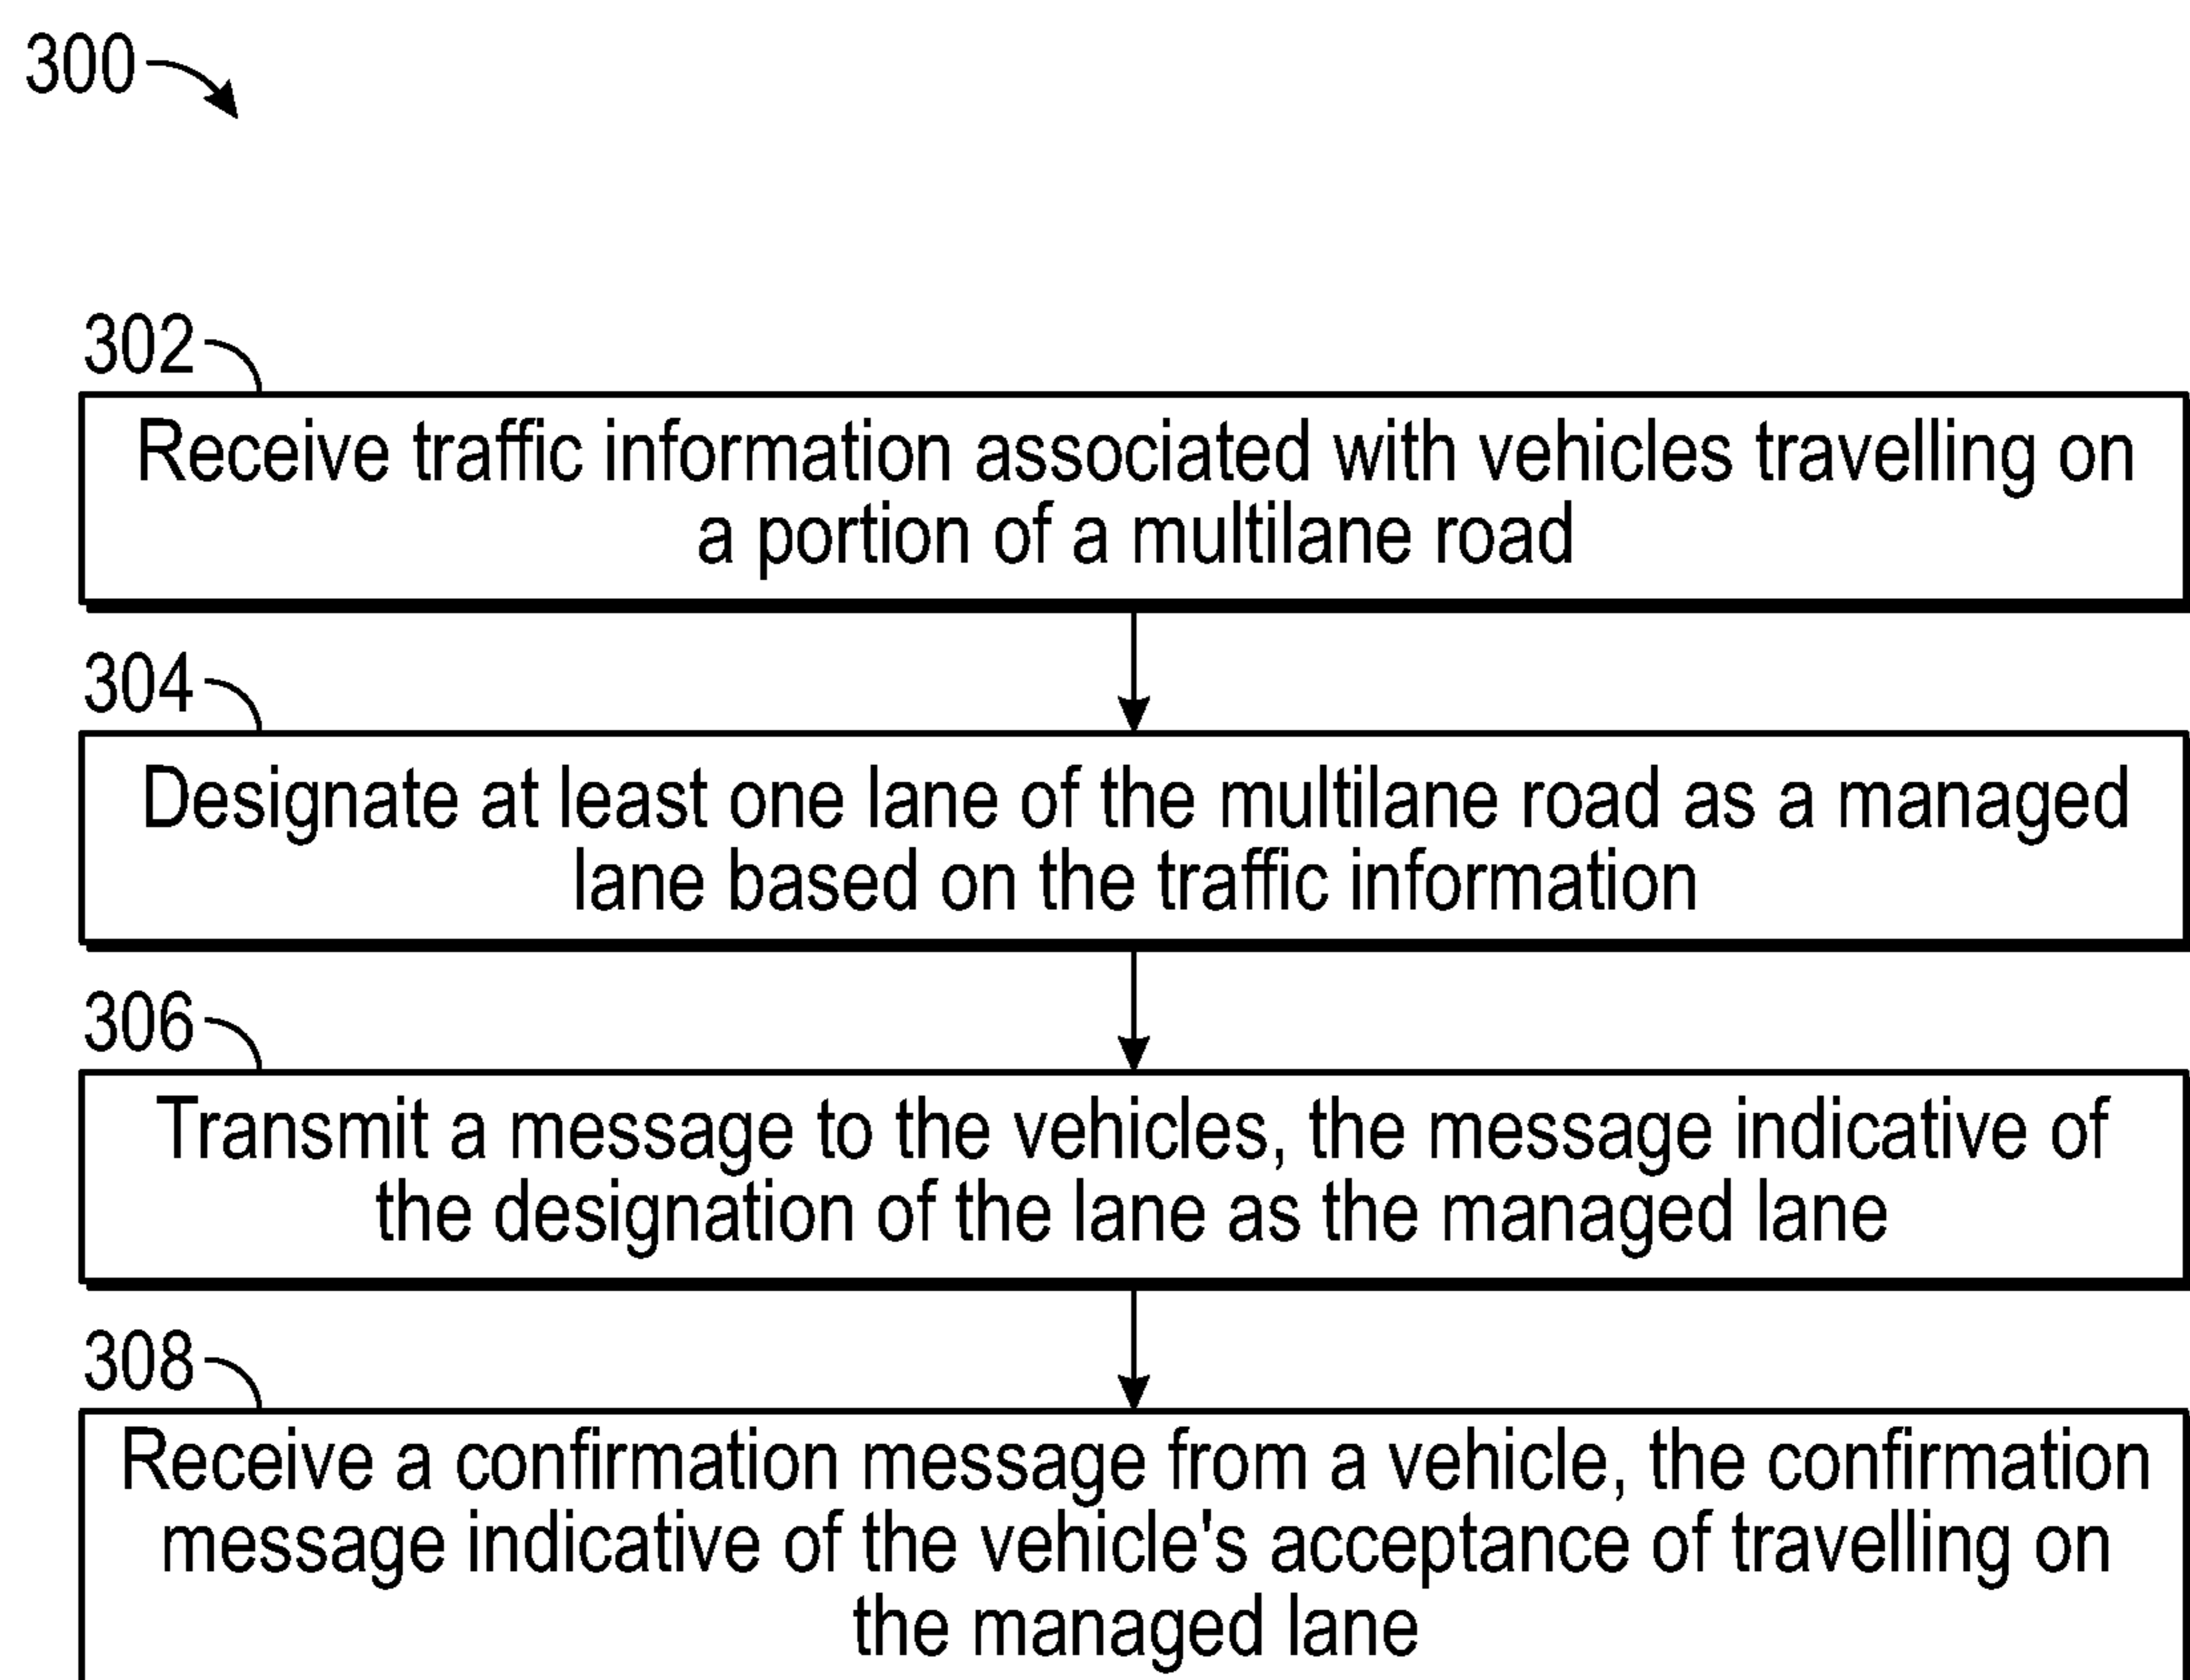 300
302
Receive traffic information associated with vehicles travelling on
a portion of a multilane road
304
Designate at least one lane of the multilane road as a managed
lane based on the traffic information
306
Transmit a message to the vehicles, the message indicative of
the designation of the lane as the managed lane
308
Receive a confirmation message from a vehicle, the confirmation
message indicative of the vehicle's acceptance of travelling on
the managed lane